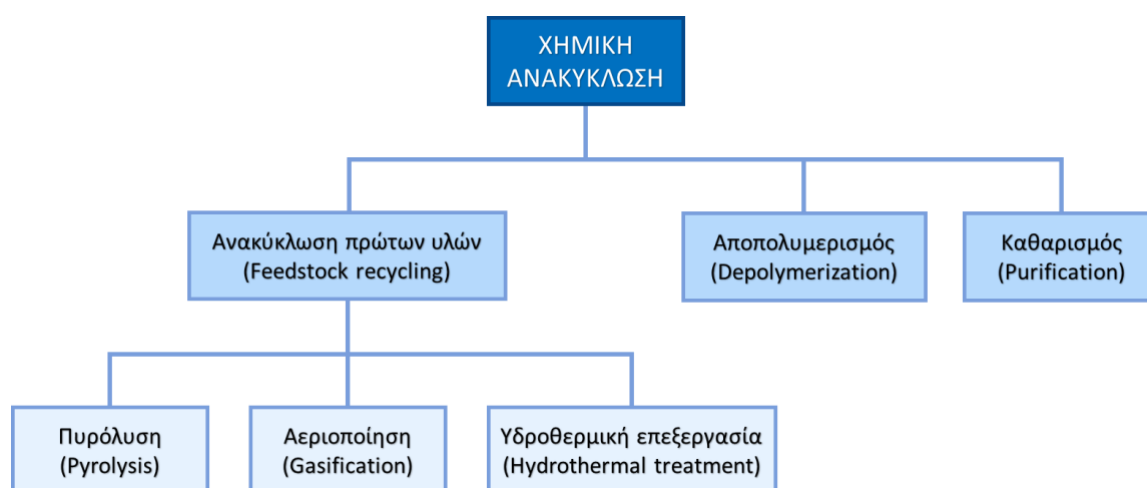 ΧΗΜΙΚΗ
ΑΝΑΚΥΚΛΩΣΗ
Ανακύκλωση πρώτων υλών
(Feedstock recycling)
Αποπολυμερισμός
(Depolymerization)
Καθαρισμός
(Purification)
Πυρόλυση
(Pyrolysis)
Αεριοποίηση
(Gasification)
Υδροθερμική επεξεργασία
(Hydrothermal treatment)